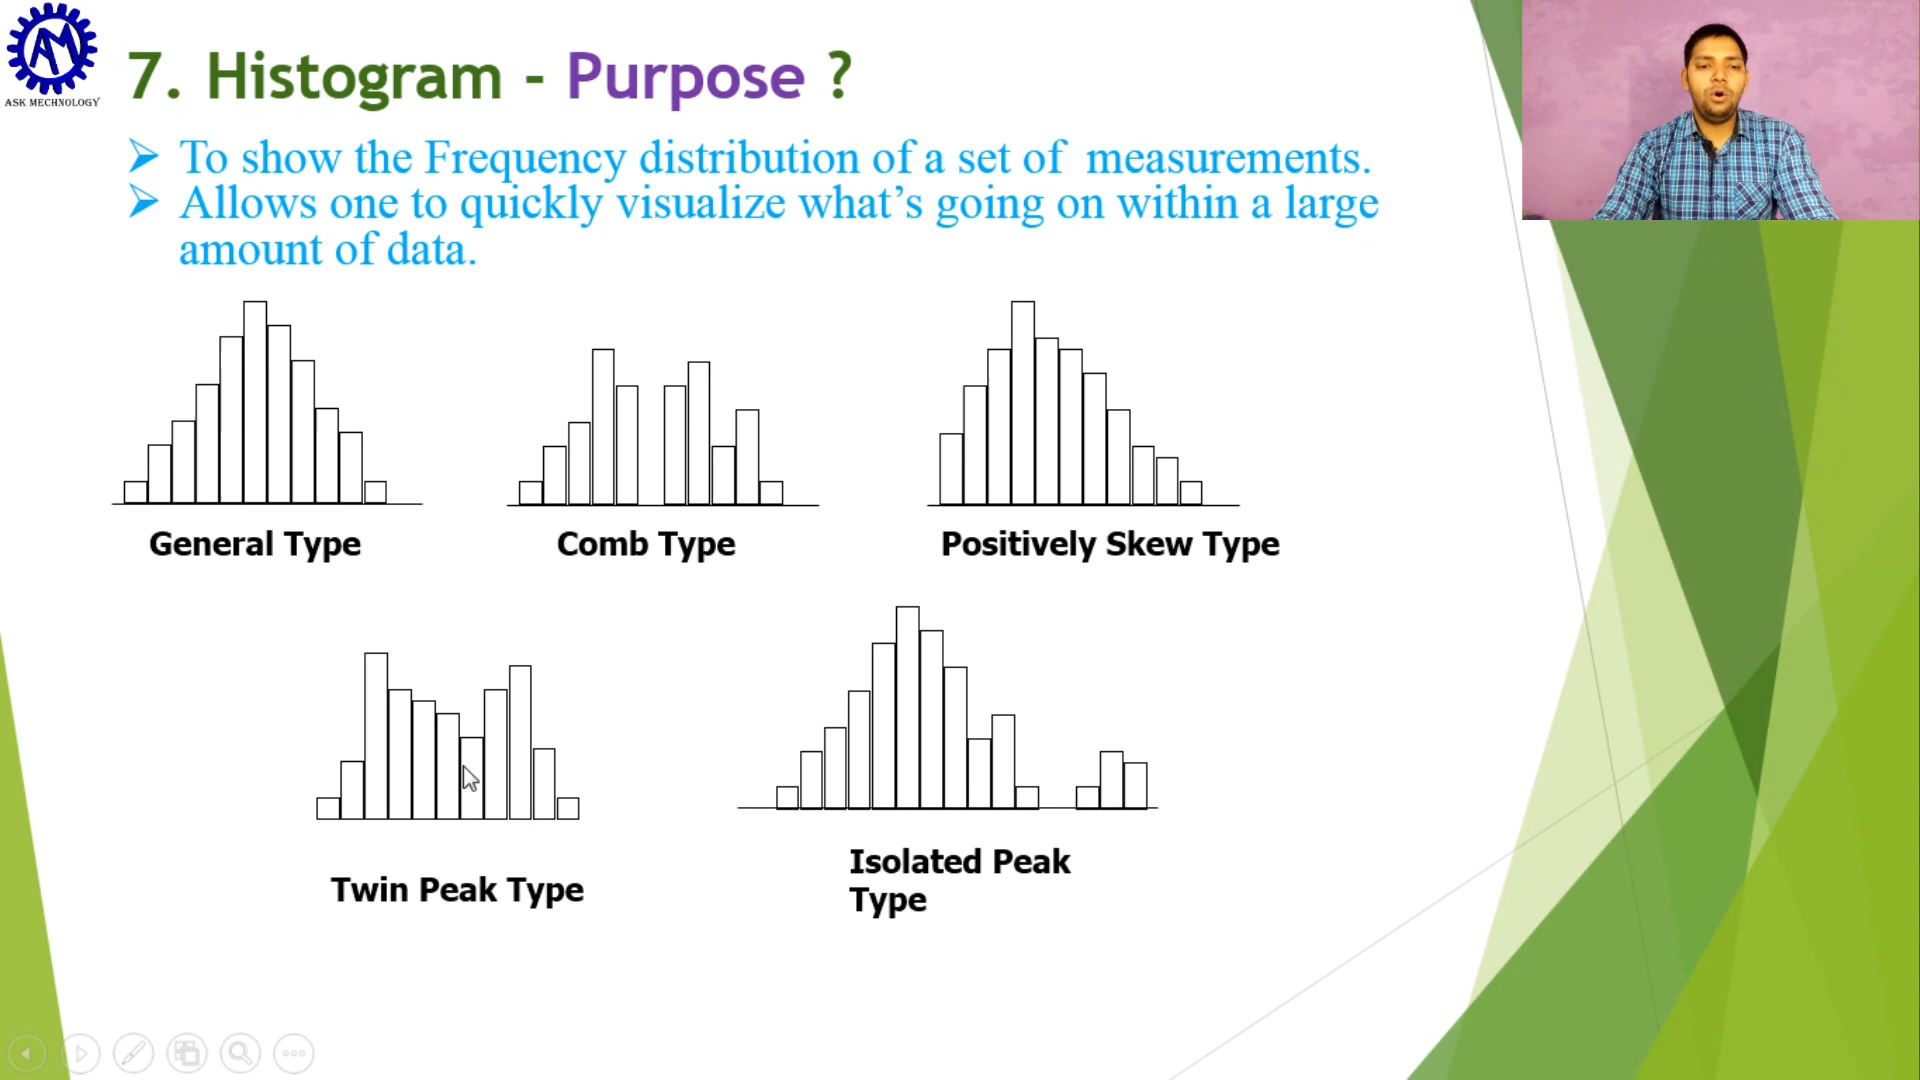 AM
ASK MECHNOLOGY
7. Histogram - Purpose ?
➢ To show the Frequency distribution of a set of measurements.
➢ Allows one to quickly visualize what’s going on within a large
amount of data.
General Type
Comb Type
Positively Skew Type
Twin Peak Type
Isolated Peak
Type